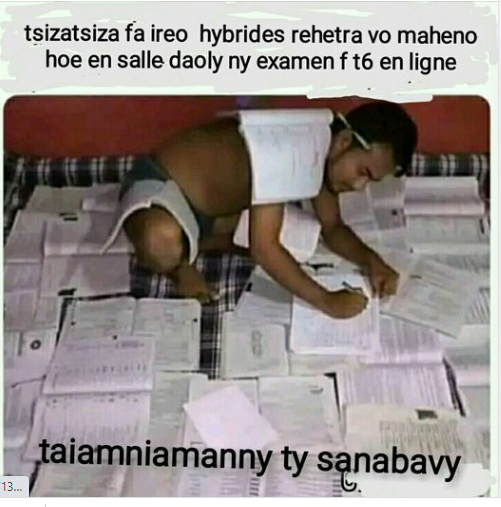 tsizatsiza fa ireo hybrides rehetra vo maheno
hoe en salle daoly ny examen f t6 en ligne
taiamniamanny ty sanabavy
13...